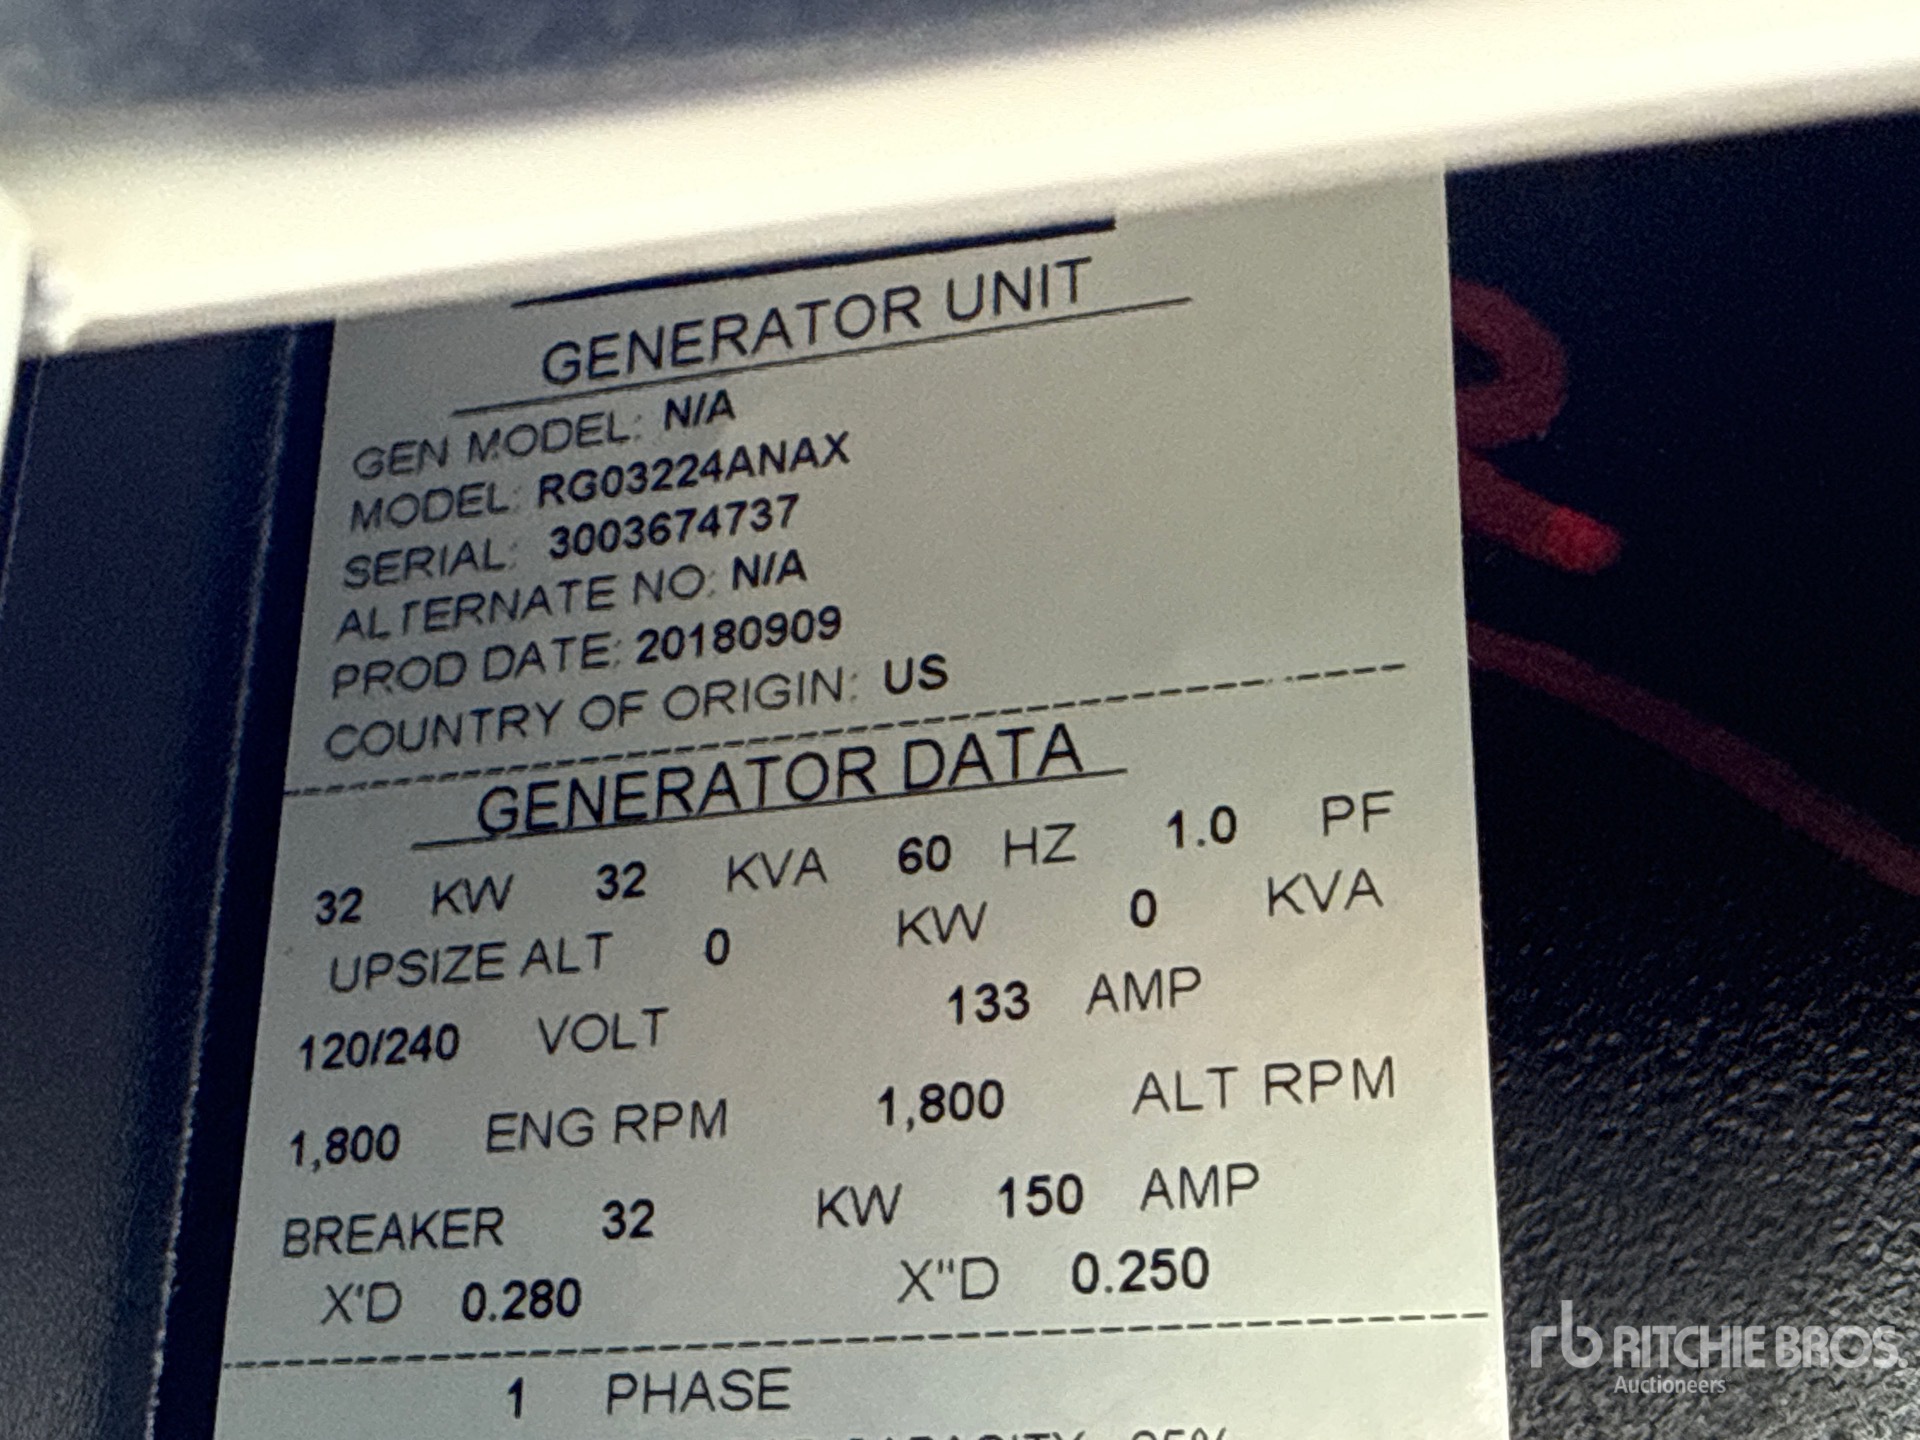 GENERATOR UNIT
GEN MODEL: N/A
MODEL: RG03224ANAX
SERIAL: 3003674737
ALTERNATE NO: N/A
PROD DATE: 20180909
COUNTRY OF ORIGIN: US
GENERATOR DATA
32 KW 32 KVA 60 HZ 1.0 PF
UPSIZE ALT 0 KW 0 KVA
120/240 VOLT 133 AMP
1,800 ENG RPM 1,800 ALT RPM
BREAKER 32 KW 150 AMP
X'D 0.280 X"D 0.250
1 PHASE
rb RITCHIE BROS.
Auctioneers